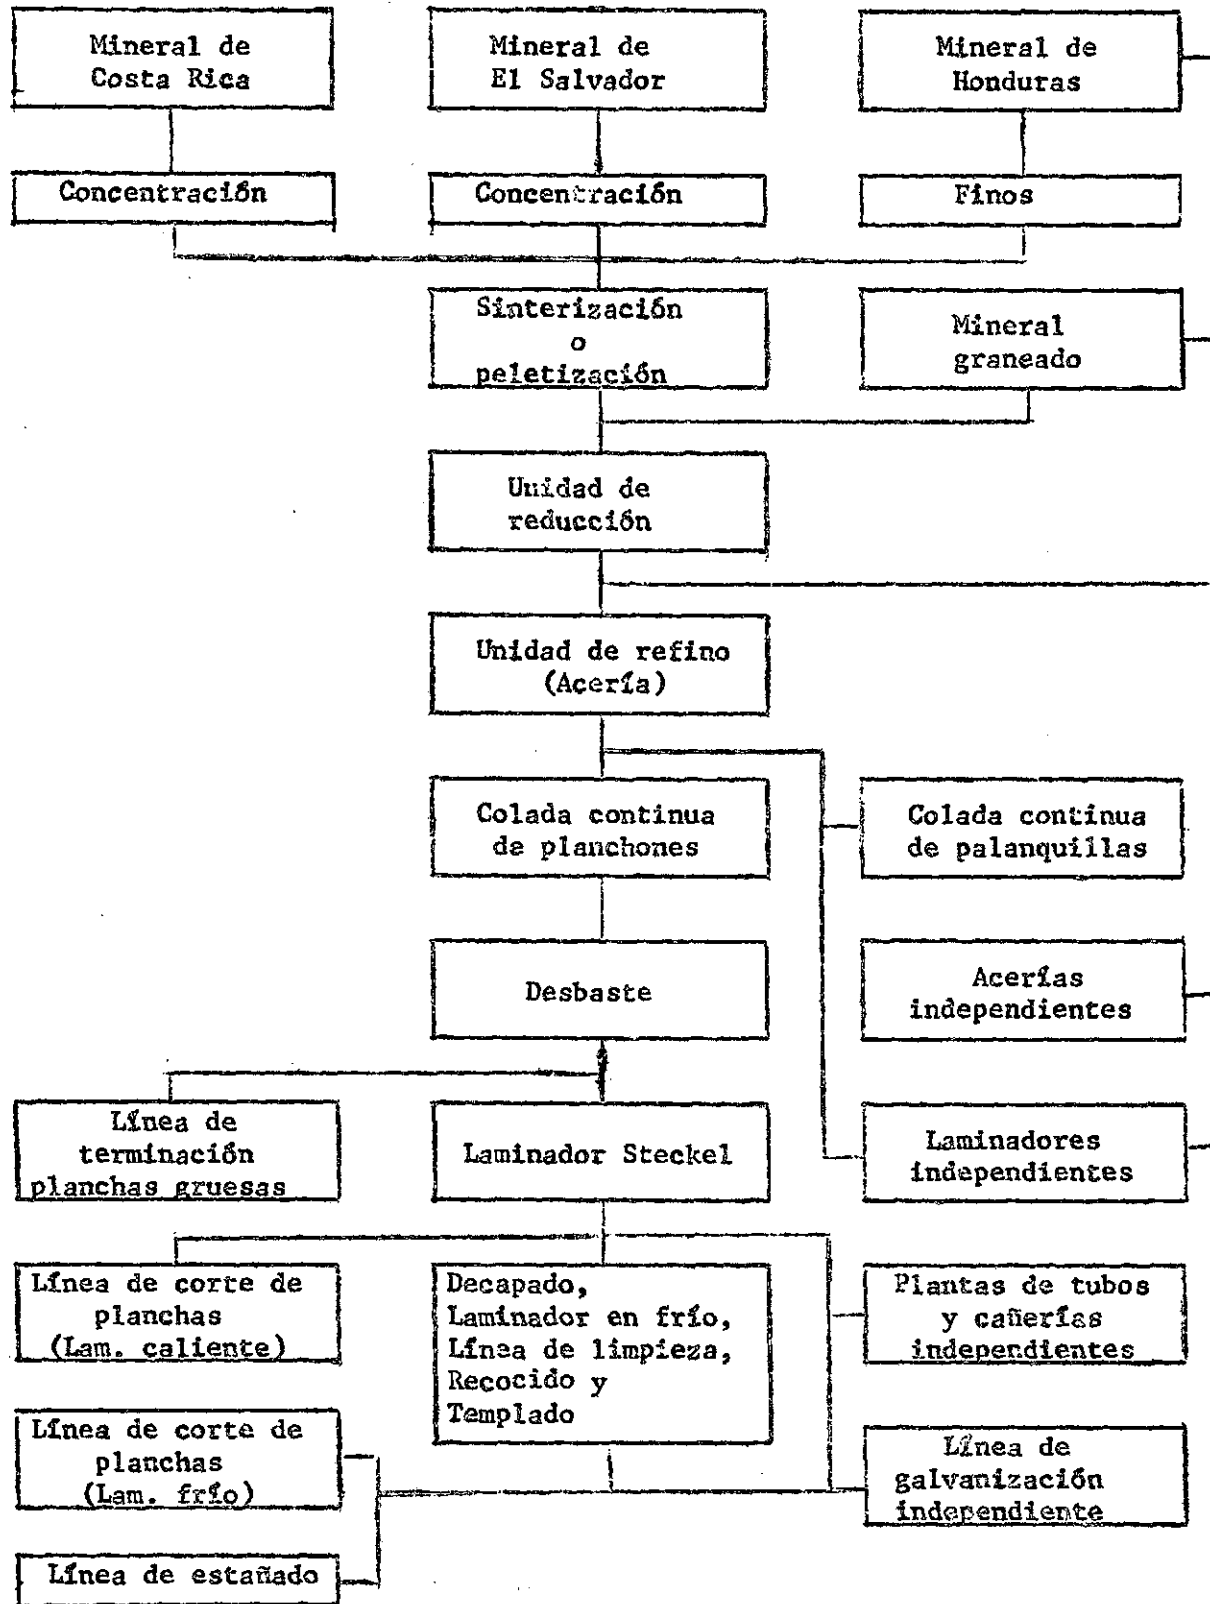 Mineral de
Costa Rica
Mineral de
El Salvador
Mineral de
Honduras
Concentración
Concentración
Finos
Sinterización
o
peletización
Mineral
graneado
Unidad de
reducción
Unidad de refino
(Acería)
Colada continua
de planchones
Colada continua
de palanquillas
Desbaste
Acerías
independientes
Línea de
terminación
planchas gruesas
Laminador Steckel
Laminadores
independientes
Línea de corte de
planchas
(Lam. caliente)
Decapado,
Laminador en frío,
Línea de limpieza,
Recocido y
Templado
Plantas de tubos
y cañerías
independientes
Línea de corte de
planchas
(Lam. frío)
Línea de
galvanización
independiente
Línea de estañado